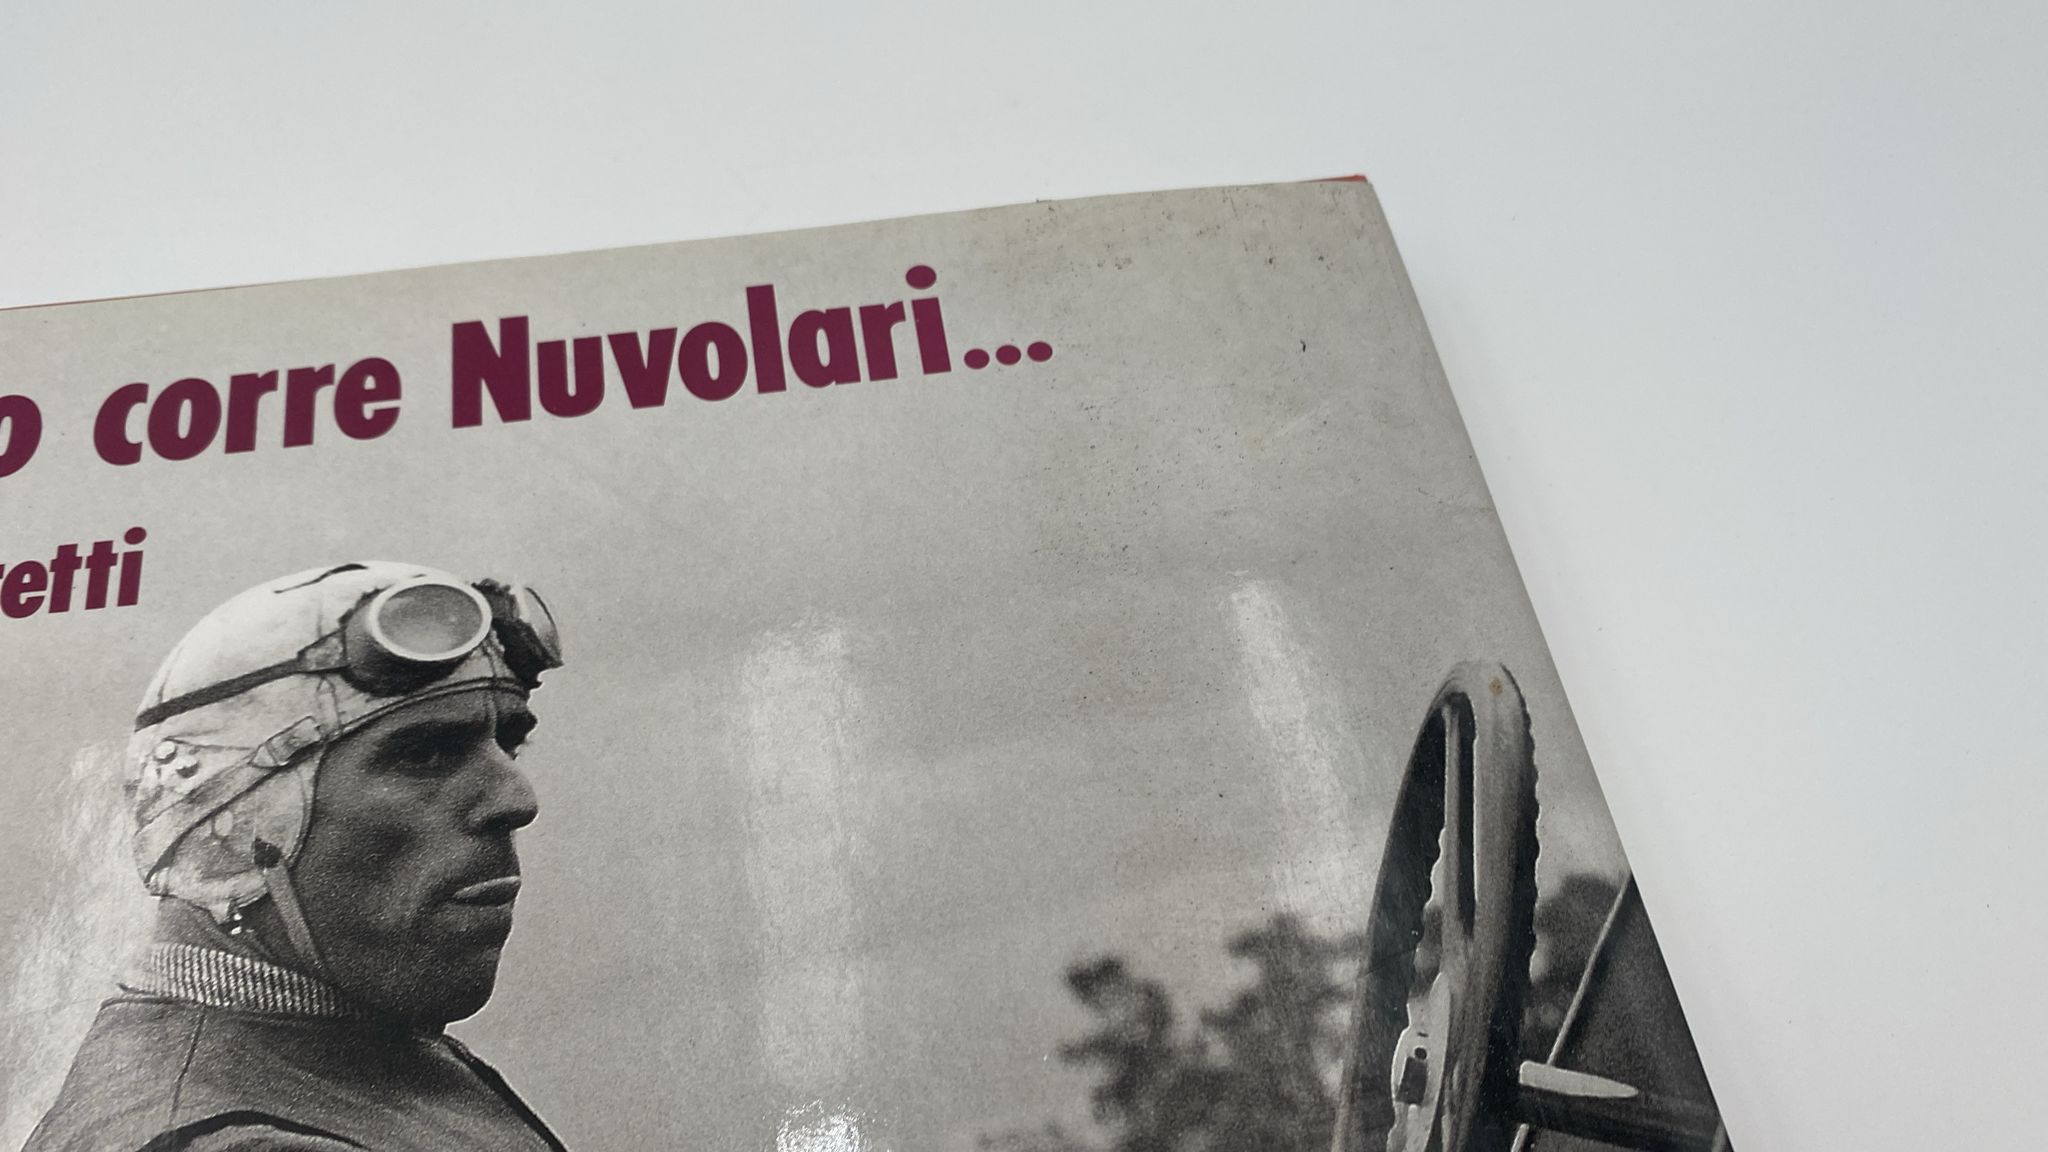 o corre Nuvolari...
etti